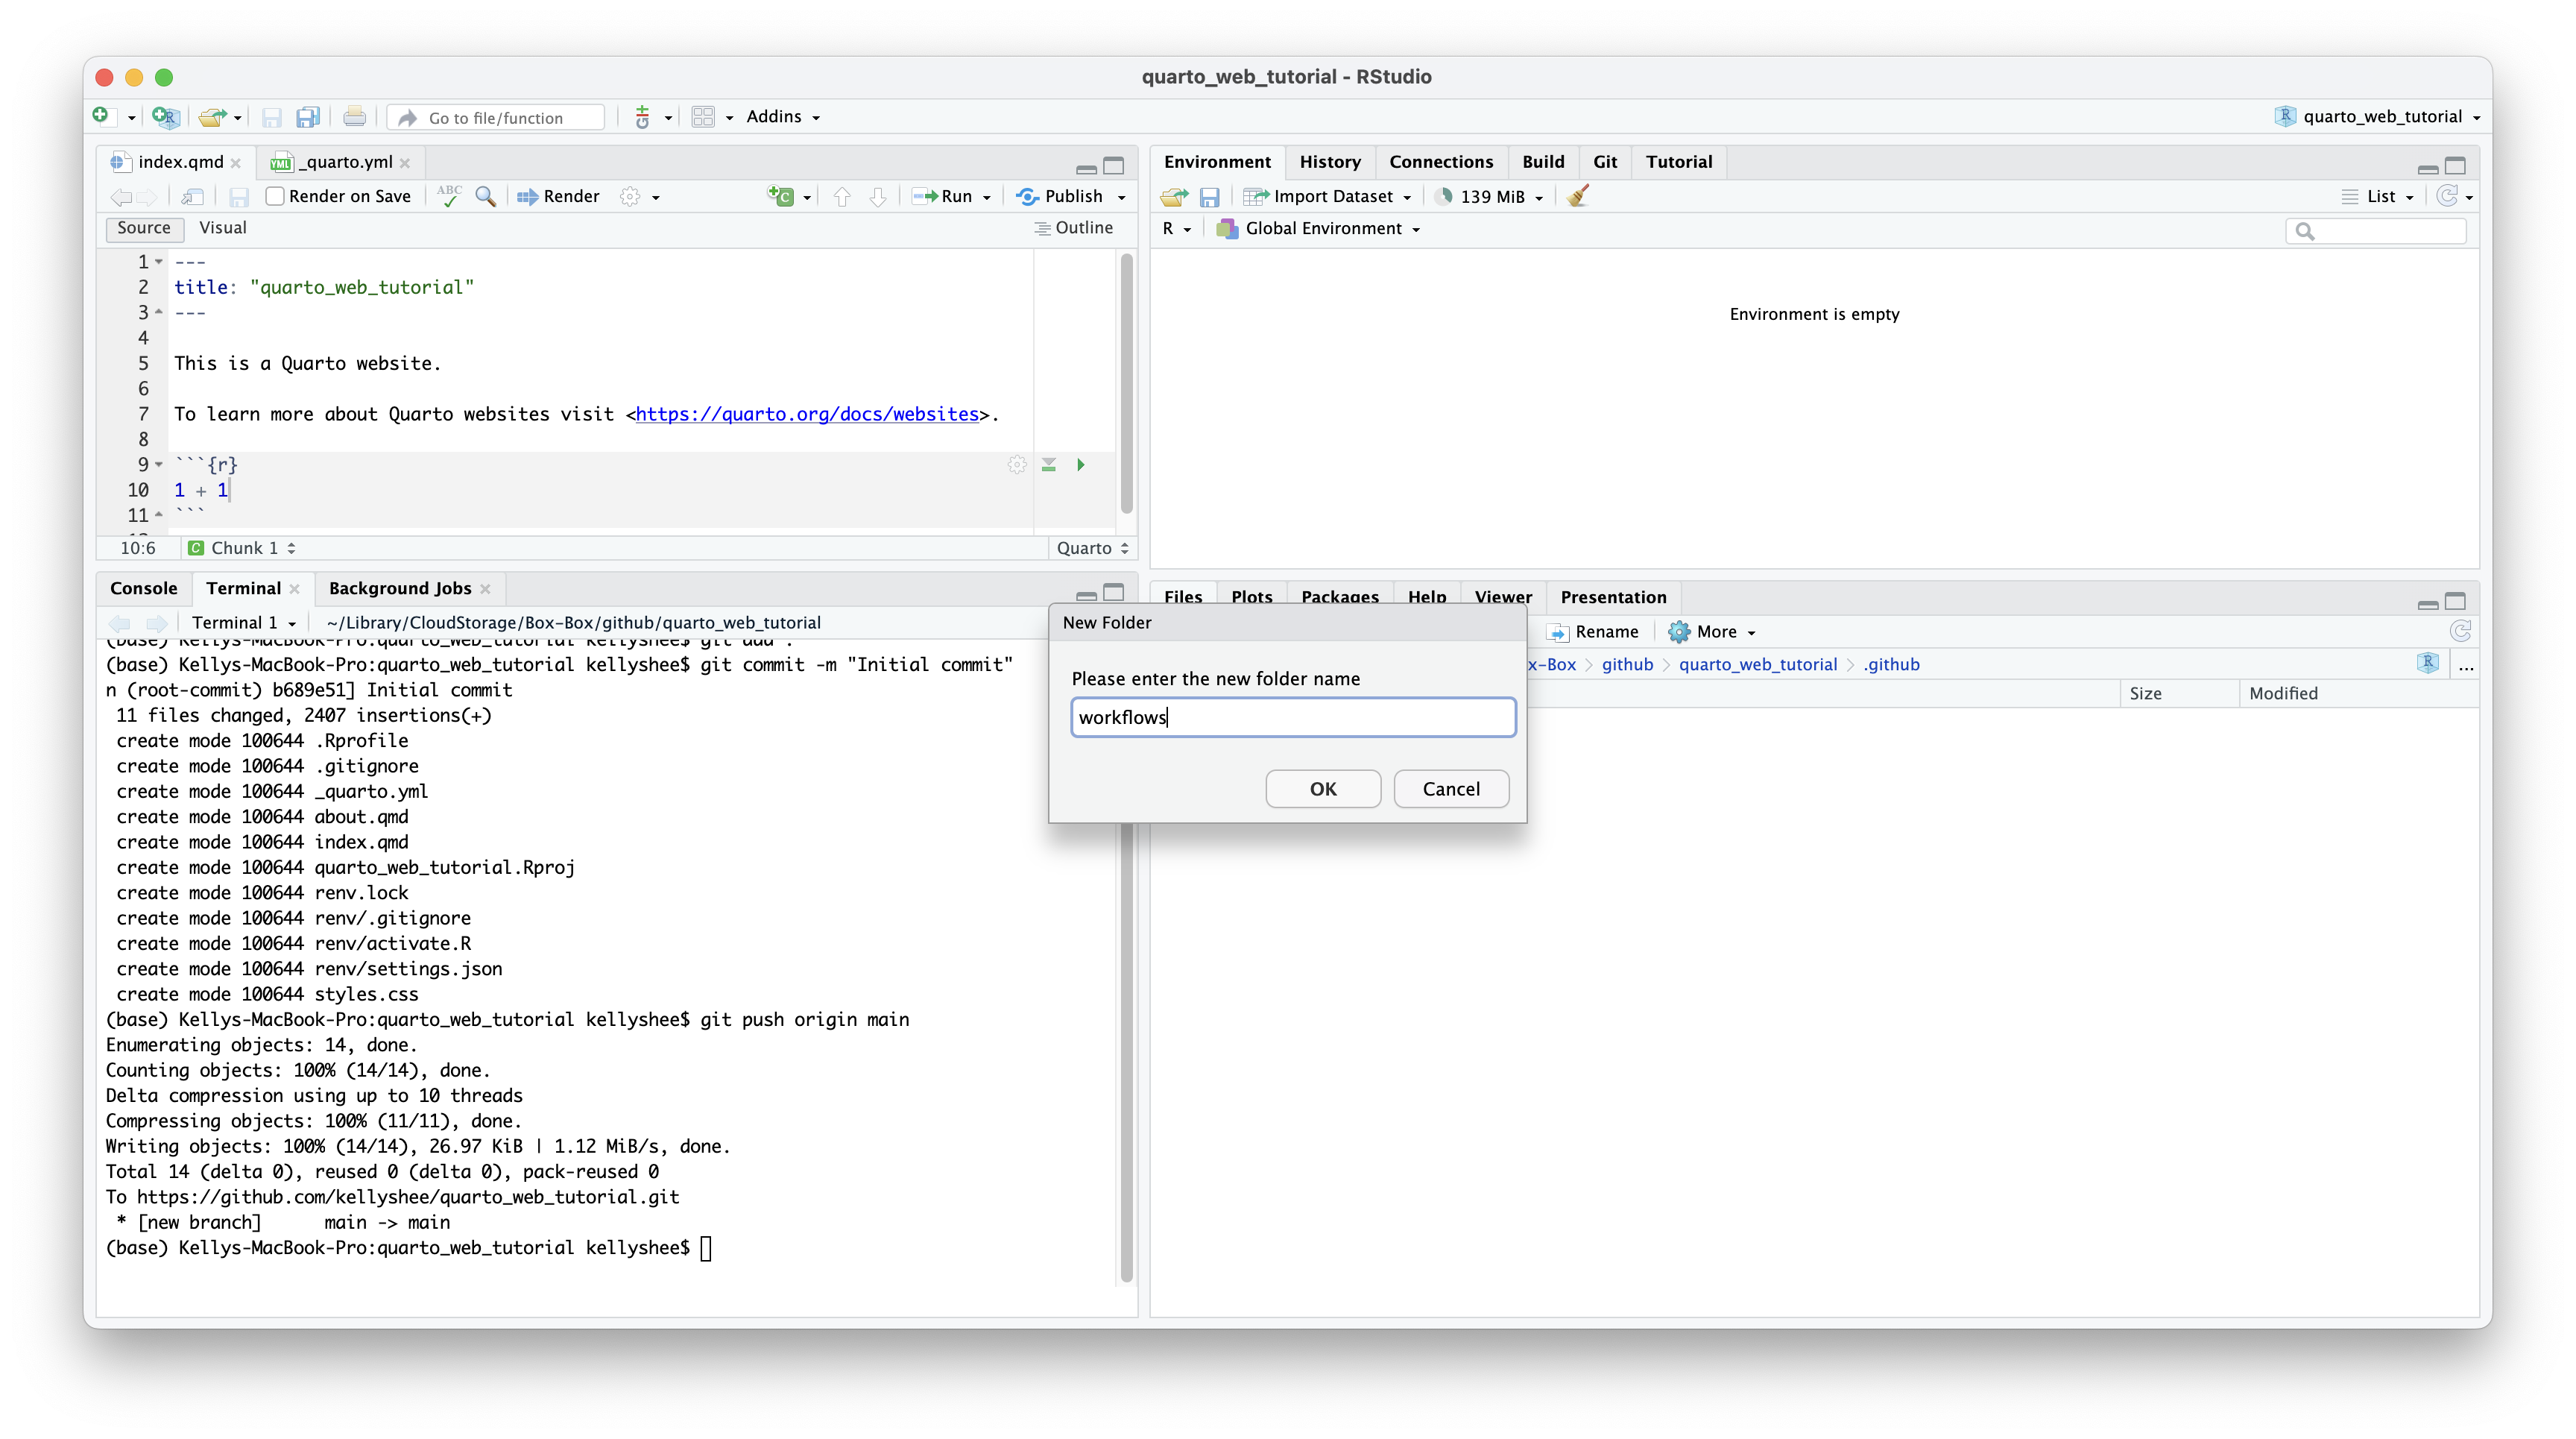 quarto_web_tutorial - RStudio
Go to file/function
Addins
quarto_web_tutorial
index.qmd
_quarto.yml
Render on Save
ABC
Render
Run
Publish
Source
Visual
Outline
1 ---
2 title: "quarto_web_tutorial"
3 ---
4
5 This is a Quarto website.
6
7 To learn more about Quarto websites visit <https://quarto.org/docs/websites>.
8
9 ```{r}
10 1 + 1
11 ```
10:6
Chunk 1
Quarto
Environment
History
Connections
Build
Git
Tutorial
Import Dataset
139 MiB
List
R
Global Environment
Environment is empty
Console
Terminal
Background Jobs
Terminal 1
~/Library/CloudStorage/Box-Box/github/quarto_web_tutorial
(base) Kellys-MacBook-Pro:quarto_web_tutorial kellyshee$ git add .
(base) Kellys-MacBook-Pro:quarto_web_tutorial kellyshee$ git commit -m "Initial commit"
n (root-commit) b689e51] Initial commit
11 files changed, 2407 insertions(+)
create mode 100644 .Rprofile
create mode 100644 .gitignore
create mode 100644 _quarto.yml
create mode 100644 about.qmd
create mode 100644 index.qmd
create mode 100644 quarto_web_tutorial.Rproj
create mode 100644 renv.lock
create mode 100644 renv/.gitignore
create mode 100644 renv/activate.R
create mode 100644 renv/settings.json
create mode 100644 styles.css
(base) Kellys-MacBook-Pro:quarto_web_tutorial kellyshee$ git push origin main
Enumerating objects: 14, done.
Counting objects: 100% (14/14), done.
Delta compression using up to 10 threads
Compressing objects: 100% (11/11), done.
Writing objects: 100% (14/14), 26.97 KiB | 1.12 MiB/s, done.
Total 14 (delta 0), reused 0 (delta 0), pack-reused 0
To https://github.com/kellyshee/quarto_web_tutorial.git
* [new branch]      main -> main
(base) Kellys-MacBook-Pro:quarto_web_tutorial kellyshee$
Files
Plots
Packages
Help
Viewer
Presentation
Rename
More
x-Box
github
quarto_web_tutorial
.github
...
Size
Modified
New Folder
Please enter the new folder name
workflows
OK
Cancel